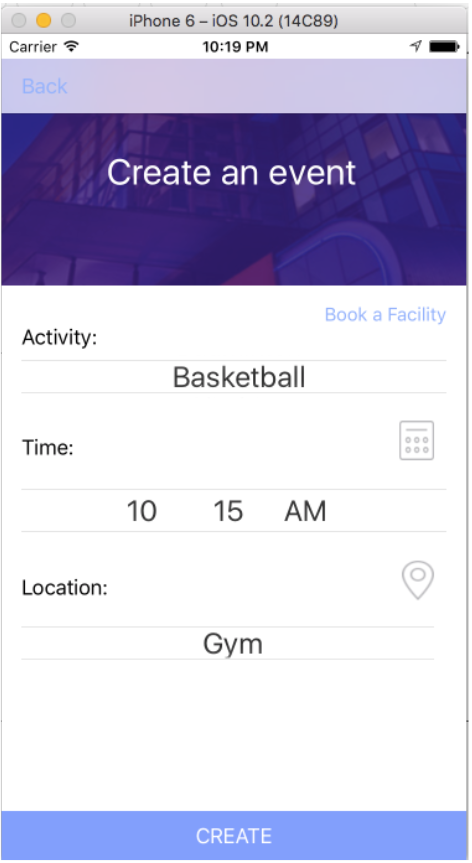 iPhone 6 – iOS 10.2 (14C89)
Carrier 10:19 PM
Back
Create an event
Book a Facility
Activity:
Basketball
Time:
10 15 AM
Location:
Gym
CREATE